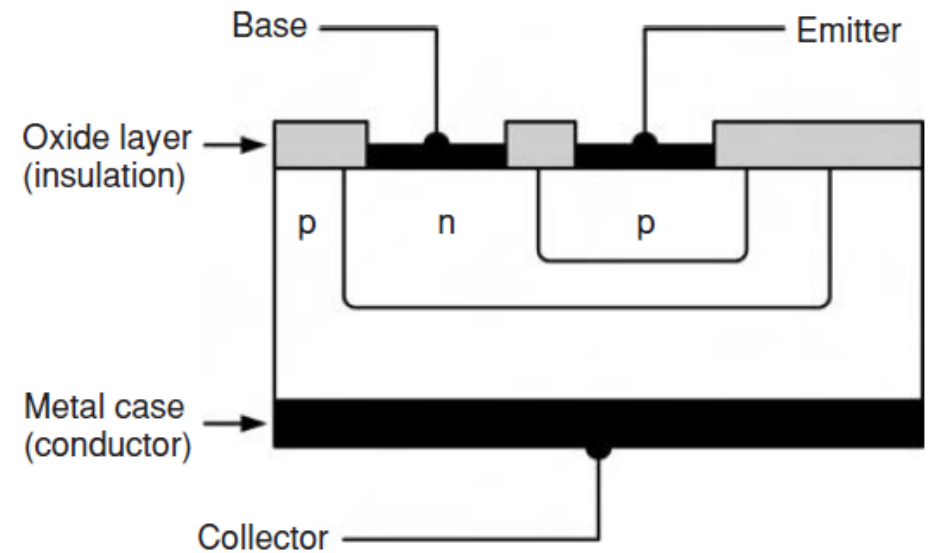 Base
Emitter
Oxide layer
(insulation)
p
n
p
Metal case
(conductor)
Collector